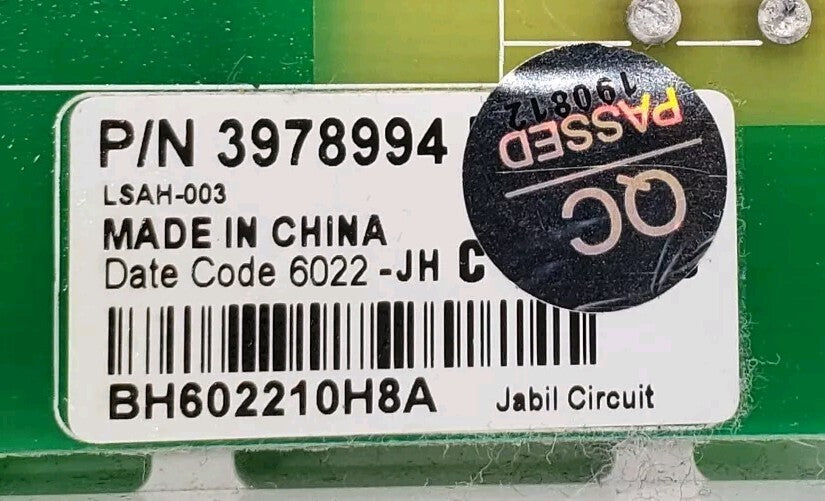 P/N 3978994
LSAH-003
MADE IN CHINA
Date Code 6022 -JH C
BH602210H8A
Jabil Circuit
QC
PASSED
190812